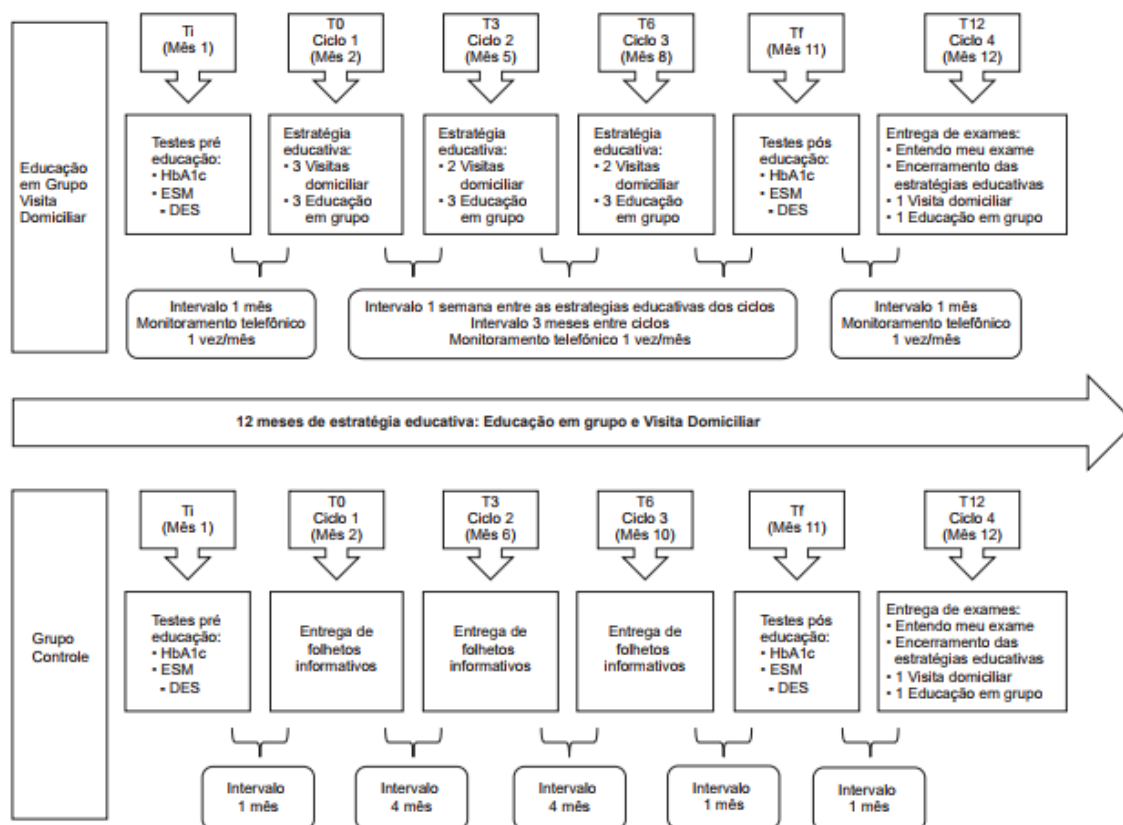 Ti
(Mês 1)
T0
Ciclo 1
(Mês 2)
T3
Ciclo 2
(Mês 5)
T6
Ciclo 3
(Mês 8)
Tf
(Mês 11)
T12
Ciclo 4
(Mês 12)
Educação
em Grupo
Visita
Domiciliar
Testes pré
educação:
• HbA1c
• ESM
- DES
Estratégia
educativa:
• 3 Visitas
domiciliar
• 3 Educação
em grupo
Estratégia
educativa:
• 2 Visitas
domiciliar
• 3 Educação
em grupo
Estratégia
educativa:
• 2 Visitas
domiciliar
• 3 Educação
em grupo
Testes pós
educação:
• HbA1c
• ESM
- DES
Entrega de exames:
• Entendo meu exame
• Encerramento das
estratégias educativas
• 1 Visita domiciliar
• 1 Educação em grupo
Intervalo 1 mês
Monitoramento telefônico
1 vez/mês
Intervalo 1 semana entre as estrategias educativas dos ciclos
Intervalo 3 meses entre ciclos
Monitoramento telefônico 1 vez/mês
Intervalo 1 mês
Monitoramento telefônico
1 vez/mês
12 meses de estratégia educativa: Educação em grupo e Visita Domiciliar
Ti
(Mês 1)
T0
Ciclo 1
(Mês 2)
T3
Ciclo 2
(Mês 6)
T6
Ciclo 3
(Mês 10)
Tf
(Mês 11)
T12
Ciclo 4
(Mês 12)
Grupo
Controle
Testes pré
educação:
• HbA1c
• ESM
- DES
Entrega de
folhetos
informativos
Entrega de
folhetos
informativos
Entrega de
folhetos
informativos
Testes pós
educação:
• HbA1c
• ESM
- DES
Entrega de exames:
• Entendo meu exame
• Encerramento das
estratégias educativas
• 1 Visita domiciliar
• 1 Educação em grupo
Intervalo
1 mês
Intervalo
4 mês
Intervalo
4 mês
Intervalo
1 mês
Intervalo
1 mês